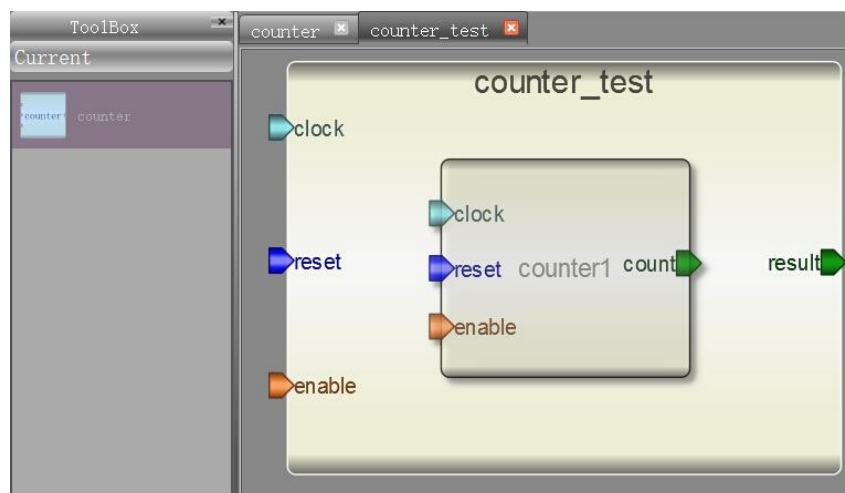 ToolBox
Current
counter counter
counter counter_test
counter_test
clock
clock
reset
reset counter1 count
result
enable
enable